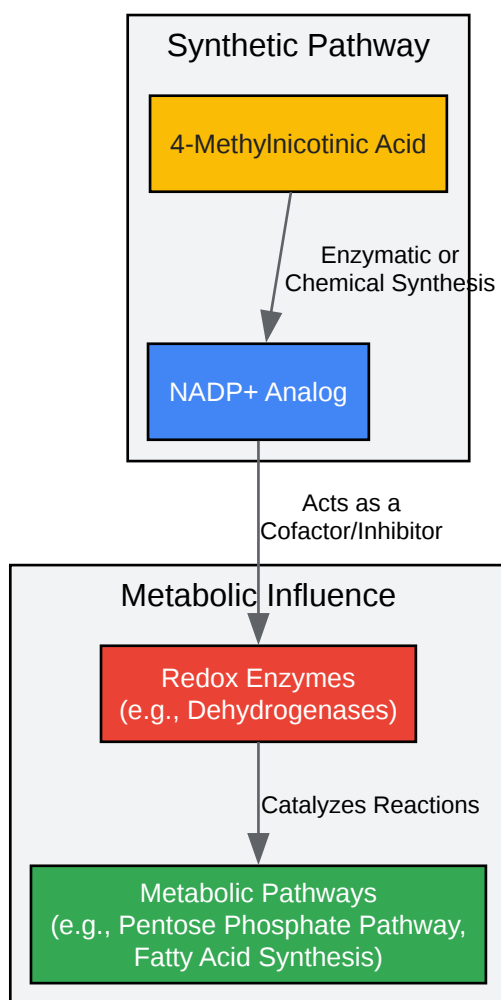 Synthetic Pathway
4-Methylnicotinic Acid
Enzymatic or
Chemical Synthesis
NADP+ Analog
Acts as a
Cofactor/Inhibitor
Metabolic Influence
Redox Enzymes
(e.g., Dehydrogenases)
Catalyzes Reactions
Metabolic Pathways
(e.g., Pentose Phosphate Pathway,
Fatty Acid Synthesis)